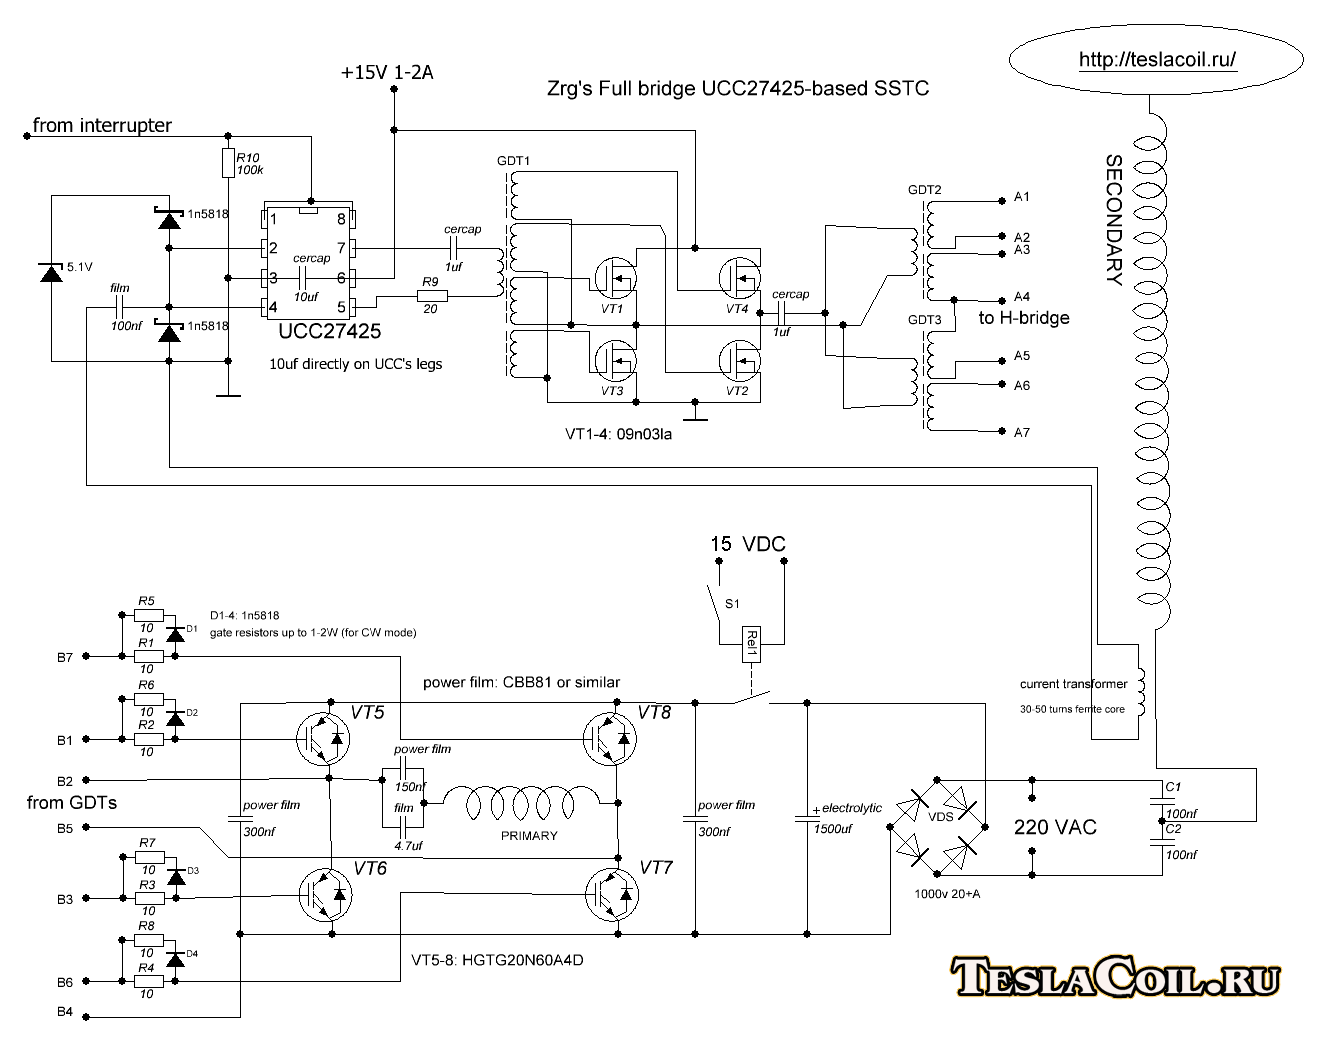 http://teslacoil.ru/
+15V 1-2A
Zrg's Full bridge UCC27425-based SSTC
from interrupter
R10
100k
GDT1
SECONDARY
GDT2
A1
1n5818
1
8
cercap
A2
2
7
A3
5.1V
cercap
1uf
3
6
film
10uf
R9
20
VT1
VT4
cercap
A4
100nf
4
5
1uf
to H-bridge
1n5818
UCC27425
GDT3
10uf directly on UCC's legs
A5
VT3
VT2
A6
VT1-4: 09n03la
A7
15 VDC
S1
Rel1
R5
10
D1
D1-4: 1n5818
gate resistors up to 1-2W (for CW mode)
R1
10
B7
current transformer
30-50 turns ferrite core
power film: CBB81 or similar
R6
10
D2
R2
10
B1
VT5
VT8
power film
150nf
B2
from GDTs
power film
300nf
film
4.7uf
PRIMARY
power film
300nf
+ electrolytic
1500uf
VDS
220 VAC
C1
100nf
C2
100nf
B5
R7
10
D3
R3
10
B3
VT6
VT7
1000v 20+A
R8
10
D4
R4
10
B6
VT5-8: HGTG20N60A4D
B4
TESLACOIL.RU